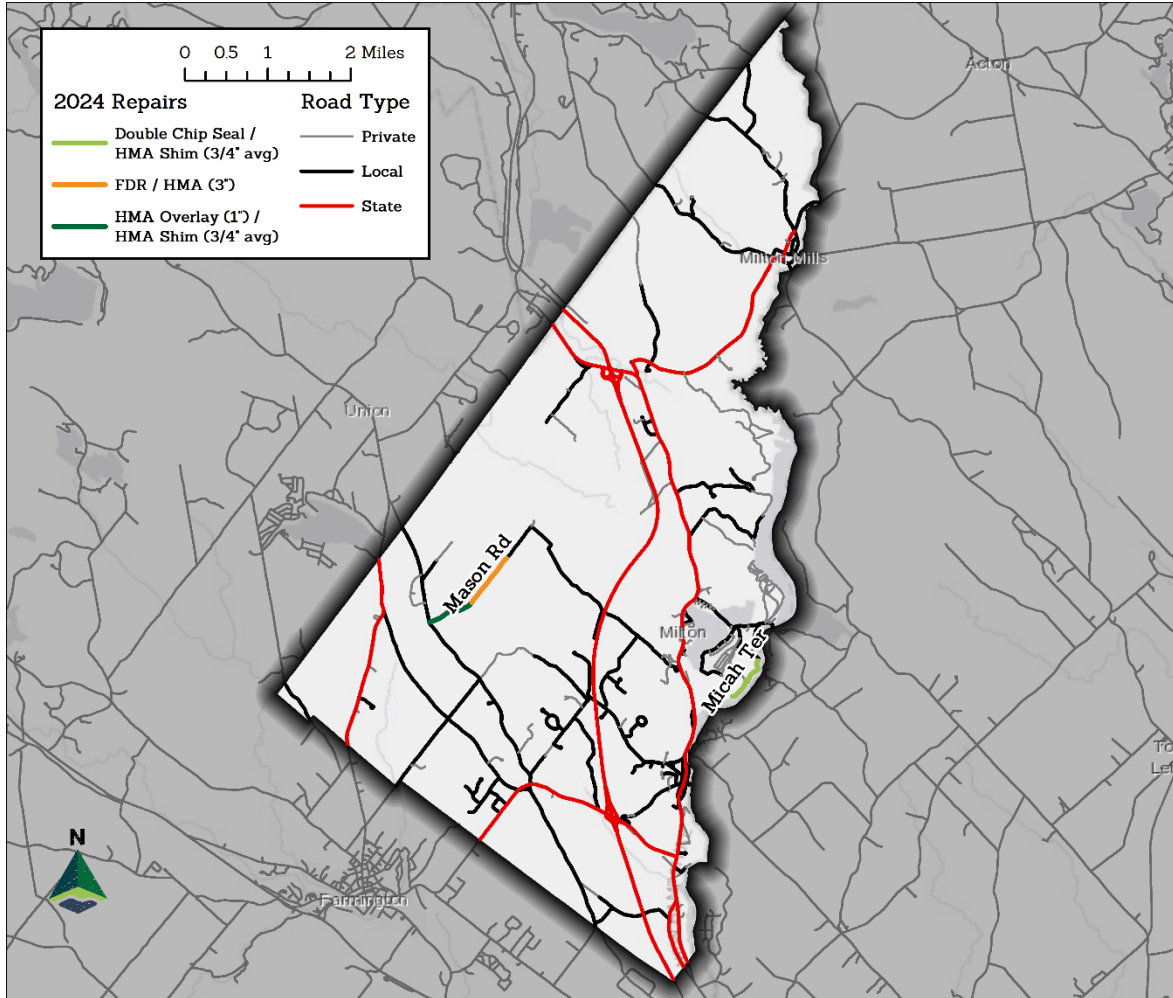 0 0.5 1 2 Miles
2024 Repairs
Double Chip Seal /
HMA Shim (3/4" avg)
FDR / HMA (3")
HMA Overlay (1") /
HMA Shim (3/4" avg)
Road Type
Private
Local
State
Acton
Milton Mills
Union
Mason Rd
Milton
Micah Ter
To
Le
N
Farmington